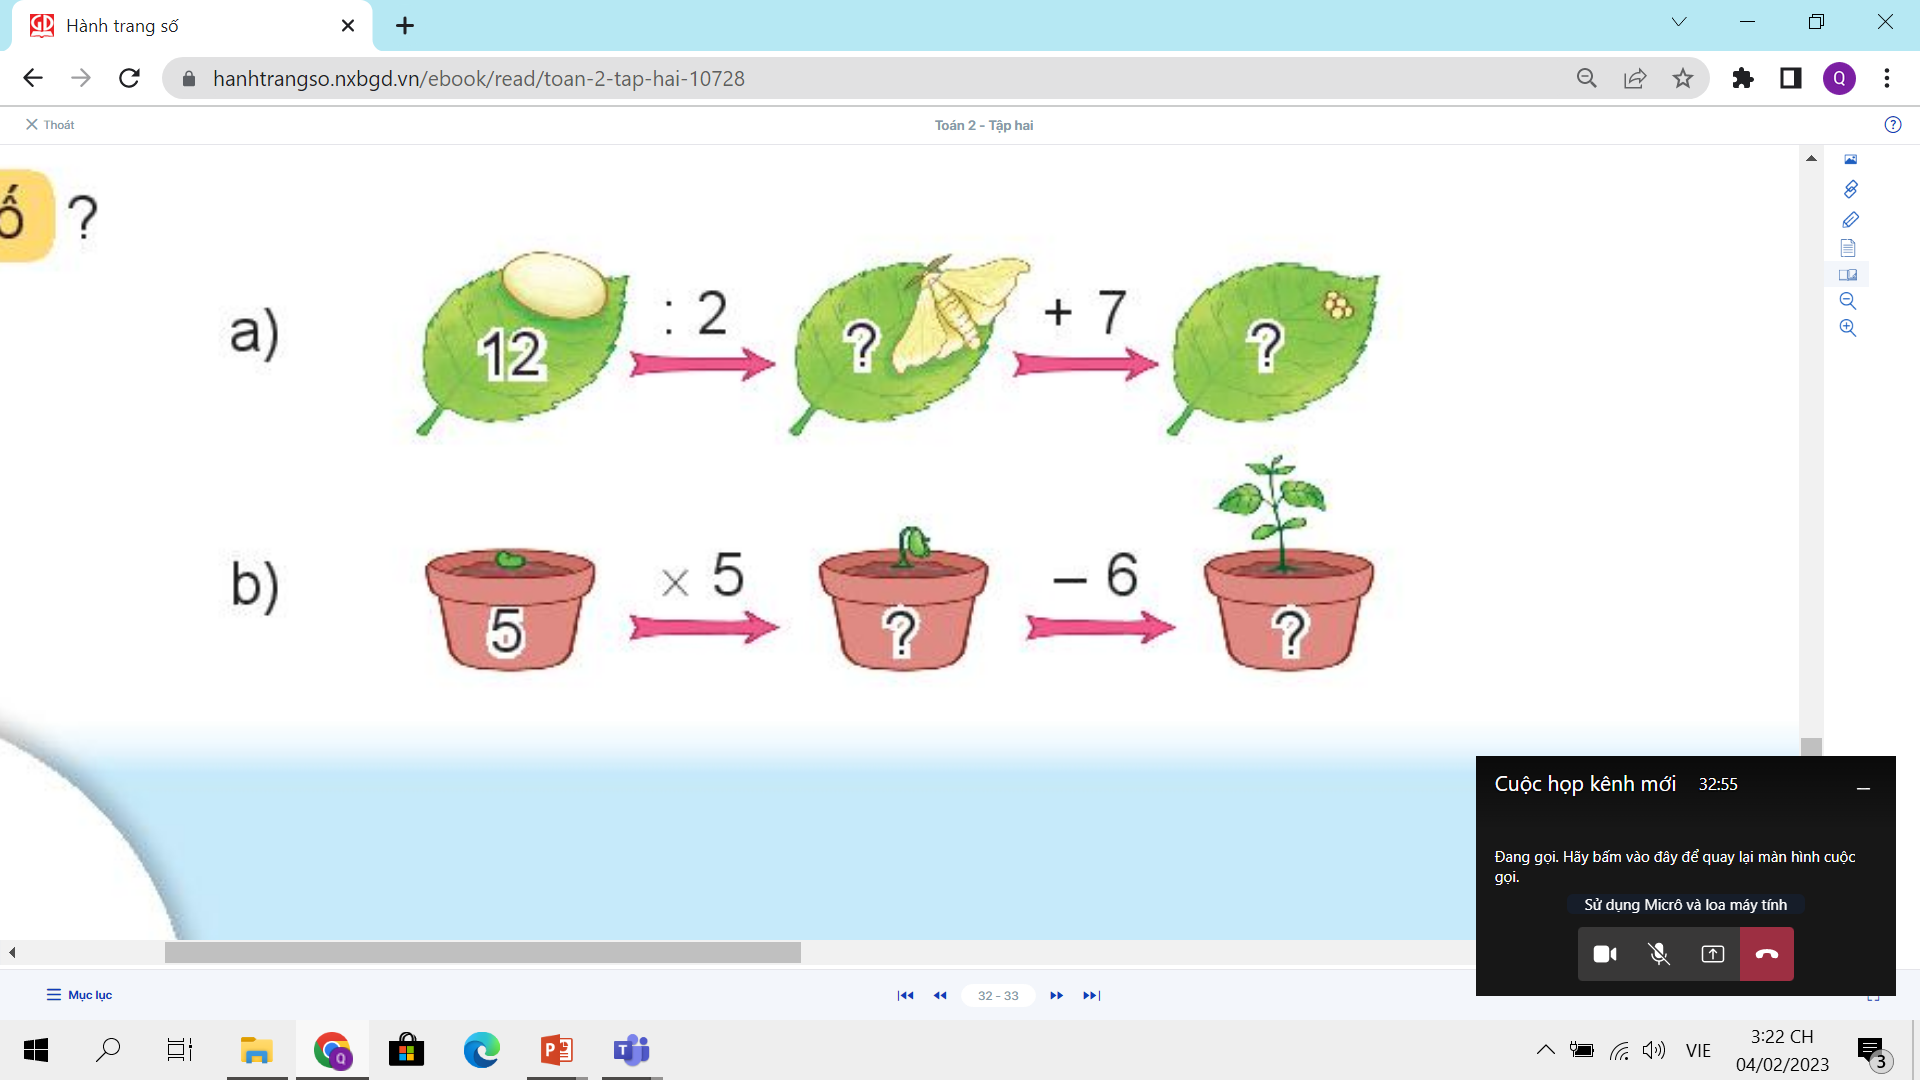 Hành trang số
hanhtrangso.nxbgd.vn/ebook/read/toan-2-tap-hai-10728
Q
Thoát
Toán 2 - Tập hai
?
ố ?
a) 12 : 2 ? + 7 ?
b) 5 × 5 ? – 6 ?
Cuộc họp kênh mới 32:55
Đang gọi. Hãy bấm vào đây để quay lại màn hình cuộc
gọi.
Sử dụng Micrô và loa máy tính
Mục lục
32 - 33
VIE
3:22 CH
04/02/2023
3